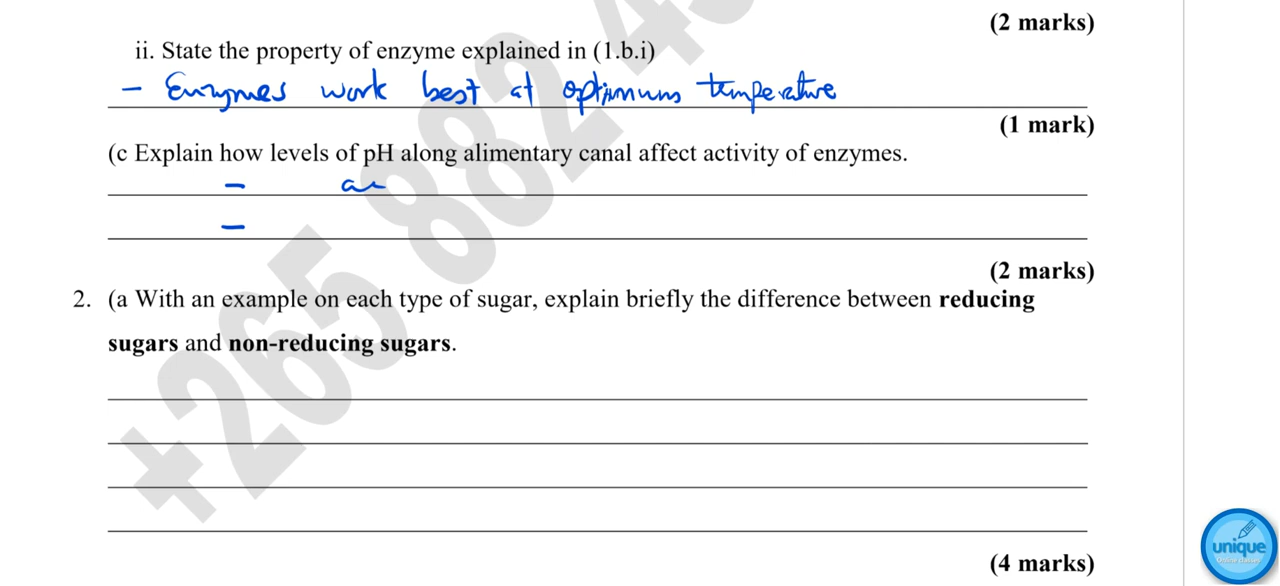 (2 marks)
ii. State the property of enzyme explained in (1.b.i)
- Enzymes work best at optimum temperature
(1 mark)
(c Explain how levels of pH along alimentary canal affect activity of enzymes.
-
-
(2 marks)
2. (a With an example on each type of sugar, explain briefly the difference between reducing
sugars and non-reducing sugars.
(4 marks)
unique
Online classes